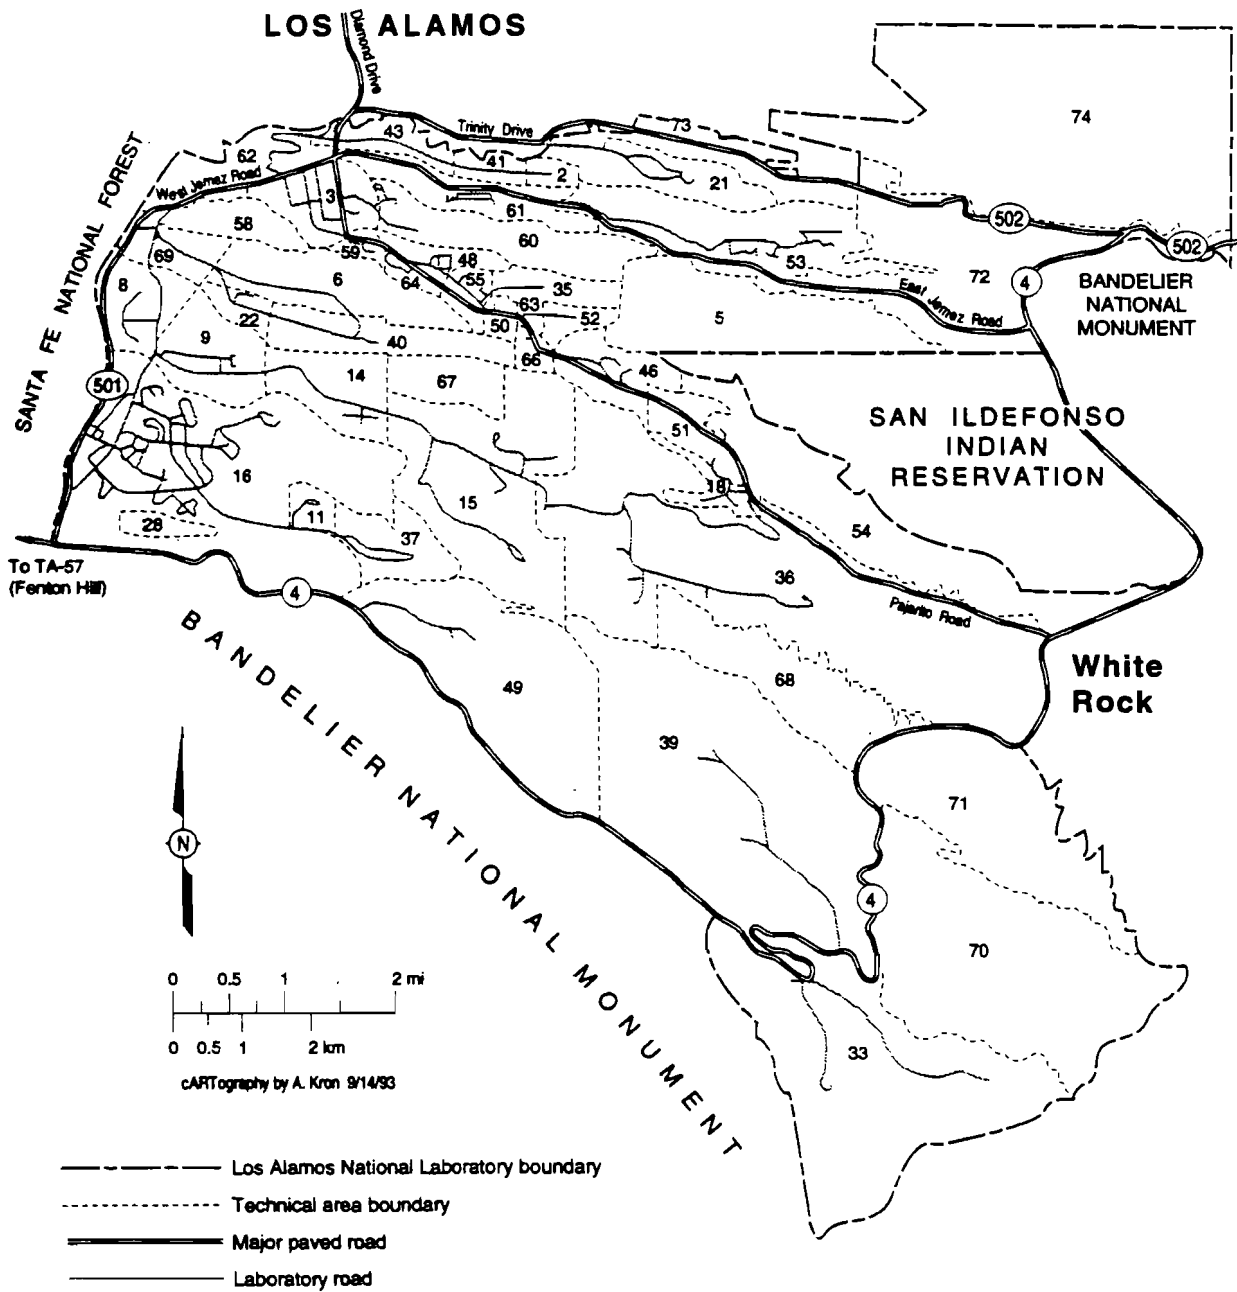 LOS ALAMOS
Diamond Drive
74
73
Trinity Drive
43
62
41
2
21
West Jemez Road
SANTA FE NATIONAL FOREST
3
61
58
60
502
502
59
48
53
72
69
6
64
55
35
4
BANDELIER
NATIONAL
MONUMENT
8
63
East Jemez Road
22
50
52
5
9
40
66
14
67
46
501
SAN ILDEFONSO
INDIAN
RESERVATION
51
16
15
18
11
28
37
54
To TA-57
(Fenton Hill)
36
4
Pajarito Road
BANDELIER NATIONAL MONUMENT
White
Rock
68
49
39
71
N
4
70
0 0.5 1 2 mi
0 0.5 1 2 km
33
cARTography by A. Kron 9/14/93
Los Alamos National Laboratory boundary
Technical area boundary
Major paved road
Laboratory road